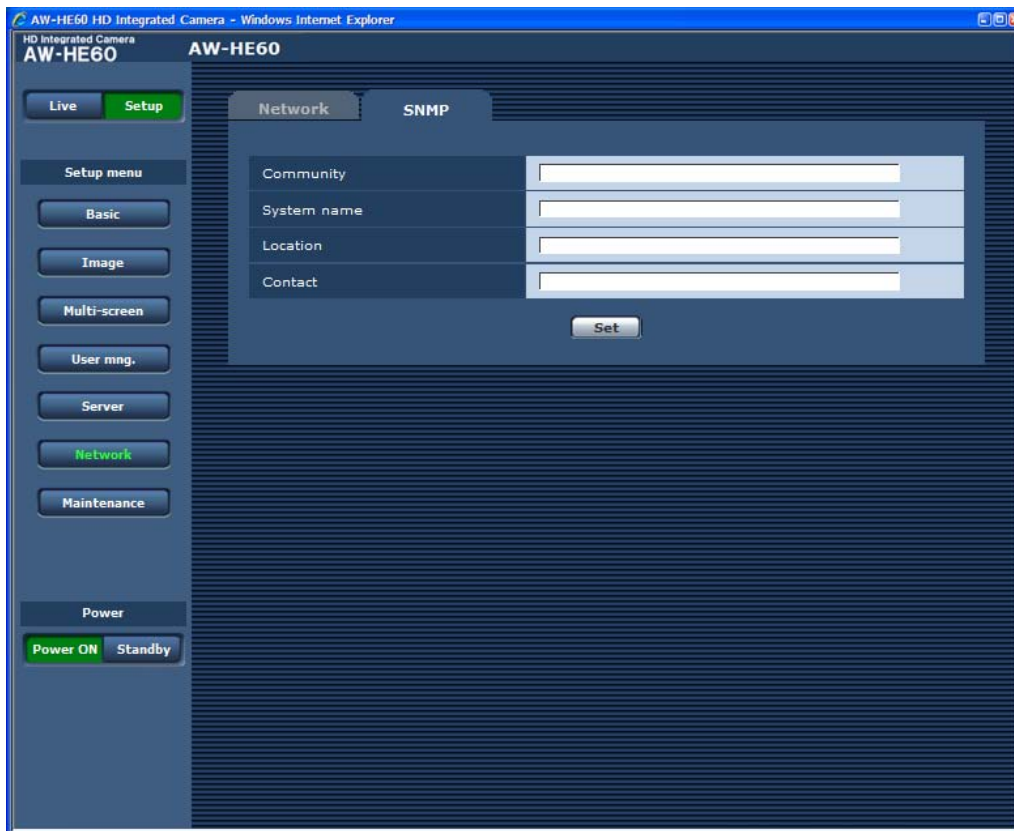 AW-HE60 HD Integrated Camera - Windows Internet Explorer
HD Integrated Camera
AW-HE60
AW-HE60
Live Setup
Network SNMP
Setup menu
Basic
Image
Multi-screen
User mng.
Server
Network
Maintenance
Community
System name
Location
Contact
Set
Power
Power ON Standby